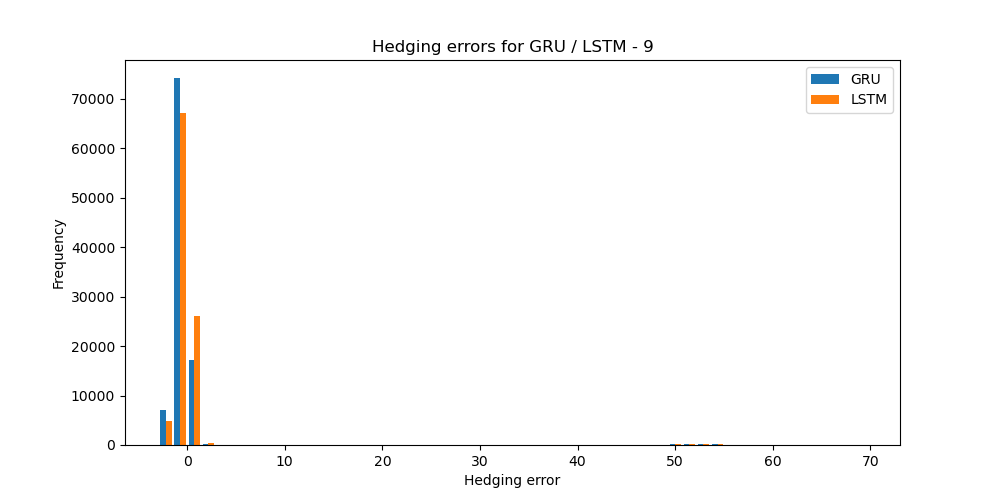 Hedging errors for GRU / LSTM - 9
GRU
LSTM
70000
60000
50000
40000
30000
20000
10000
0
Frequency
0 10 20 30 40 50 60 70
Hedging error